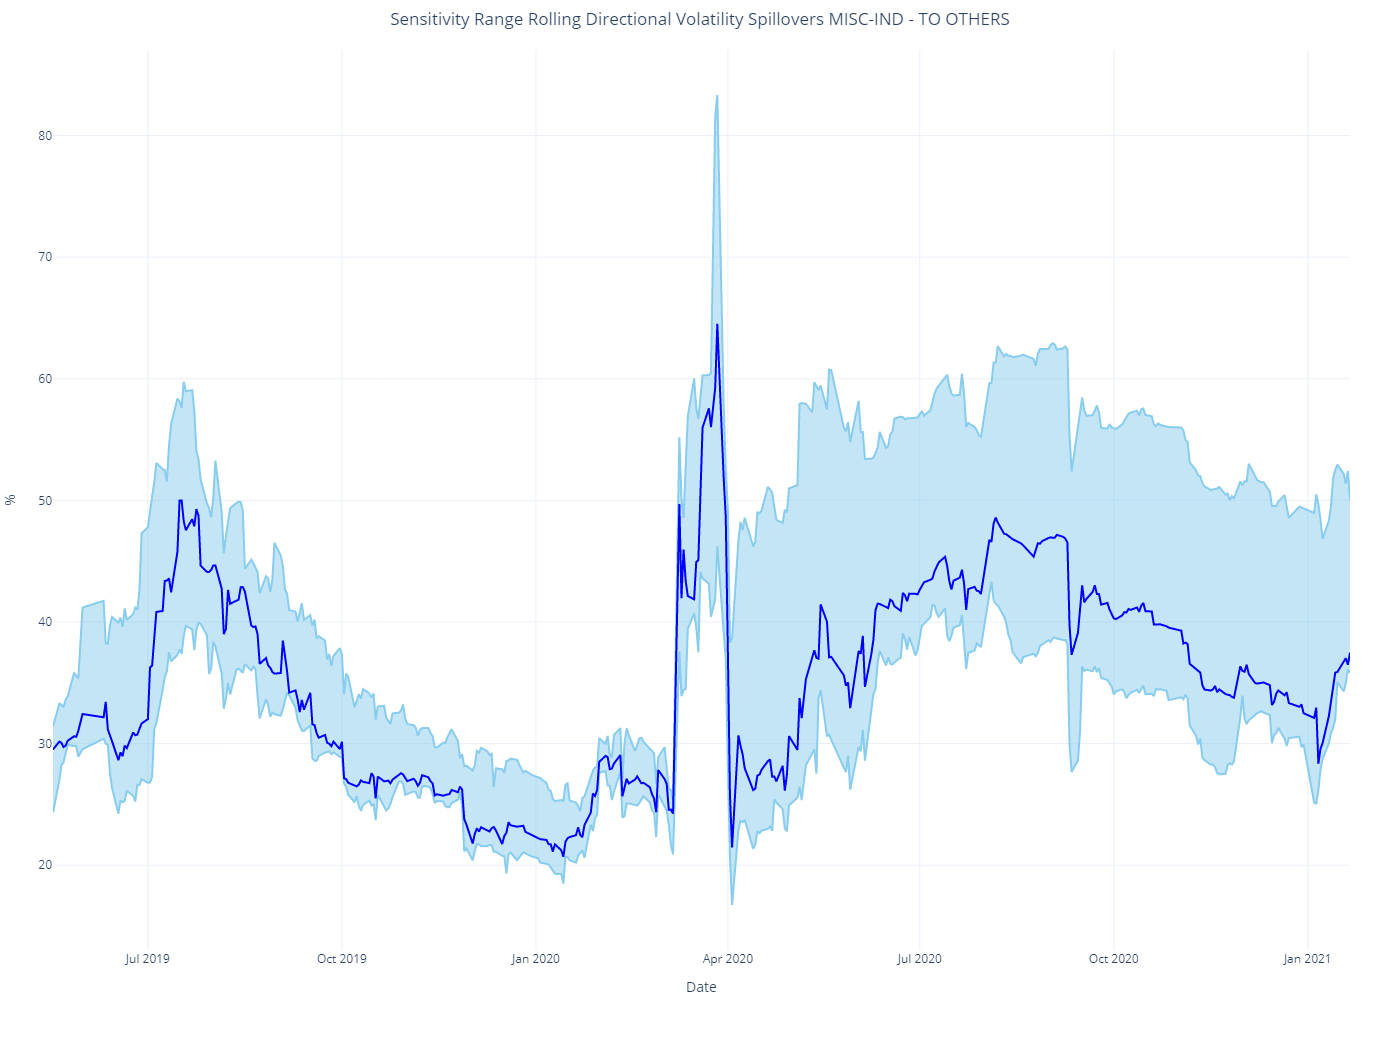 Sensitivity Range Rolling Directional Volatility Spillovers MISC-IND - TO OTHERS
80
70
60
50
%
40
30
20
Jul 2019
Oct 2019
Jan 2020
Apr 2020
Jul 2020
Oct 2020
Jan 2021
Date